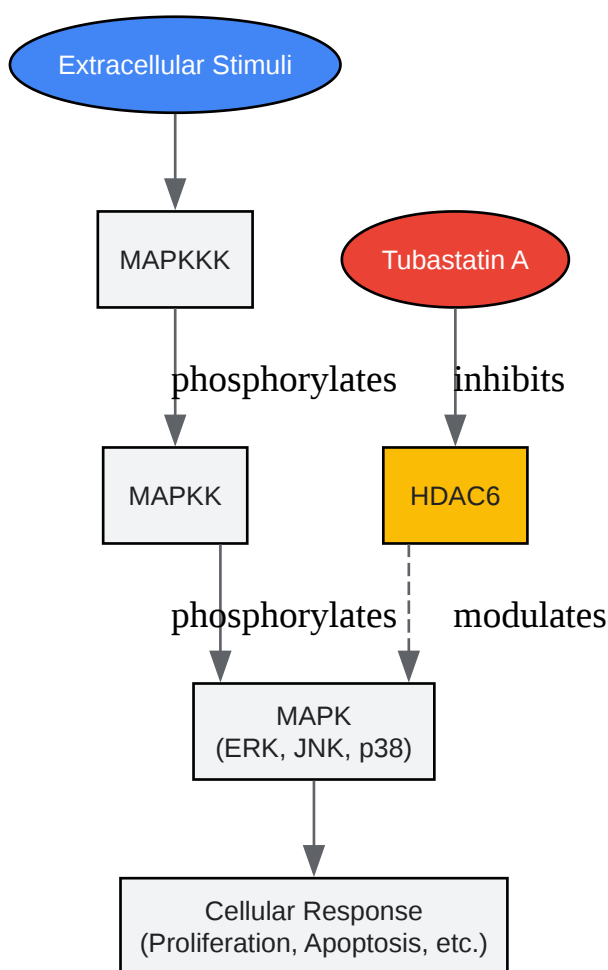 Extracellular Stimuli
MAPKKK
Tubastatin A
phosphorylates
inhibits
MAPKK
HDAC6
phosphorylates
modulates
MAPK
(ERK, JNK, p38)
Cellular Response
(Proliferation, Apoptosis, etc.)